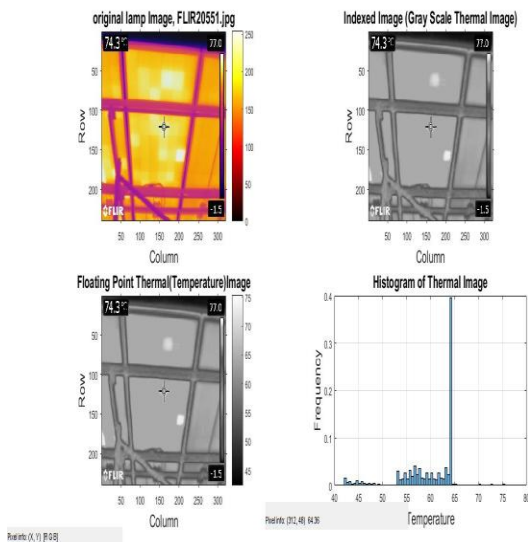 original lamp Image, FLIR20551.jpg
74.3 °C
77.0
-1.5
◇FLIR
Row
50
100
150
200
Column
50 100 150 200 250 300
250
200
150
100
50
0
Indexed Image (Gray Scale Thermal Image)
74.3 °C
77.0
-1.5
◇FLIR
Row
50
100
150
200
Column
50 100 150 200 250 300
Floating Point Thermal(Temperature)Image
74.3 °C
77.0
-1.5
◇FLIR
Row
50
100
150
200
Column
50 100 150 200 250 300
75
70
65
60
55
50
45
Histogram of Thermal Image
Frequency
0.4
0.3
0.2
0.1
0
40 45 50 55 60 65 70 75 80
Temperature
Pixel info: (312, 48) 64.36
Pixel info: (X, Y) [R G B]